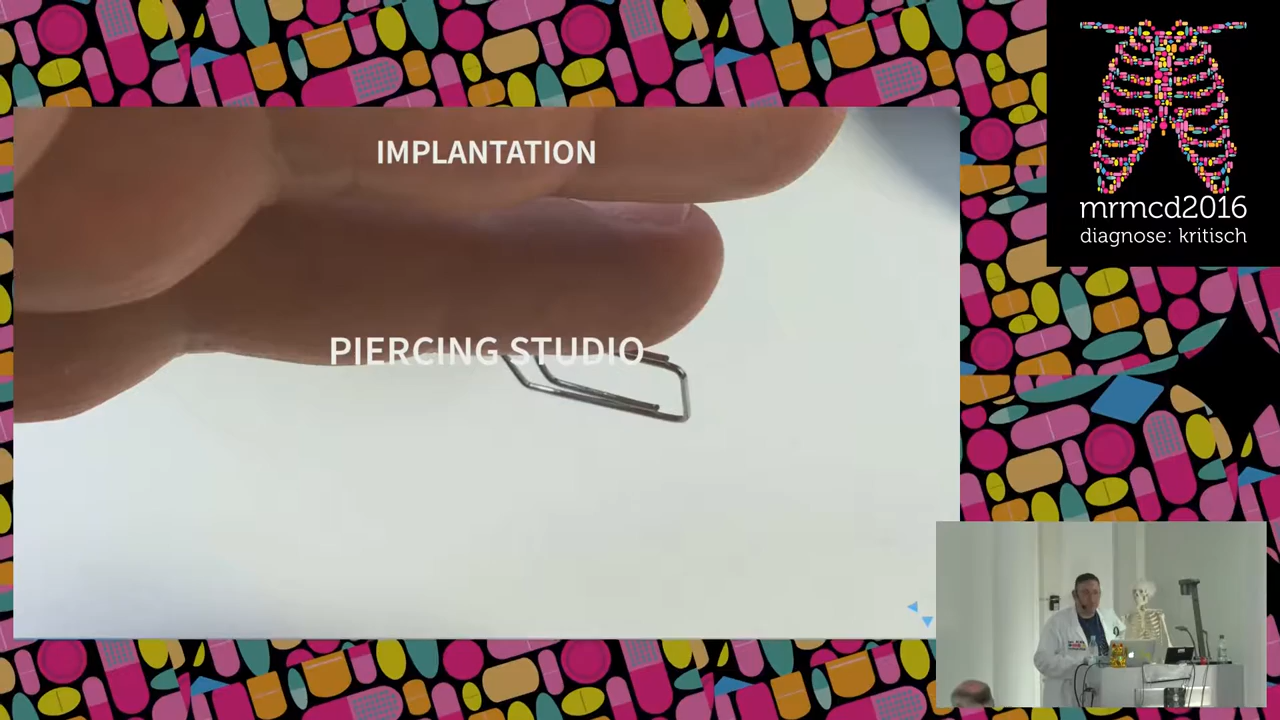 IMPLANTATION
PIERCING STUDIO
mrmcd2016
diagnose: kritisch